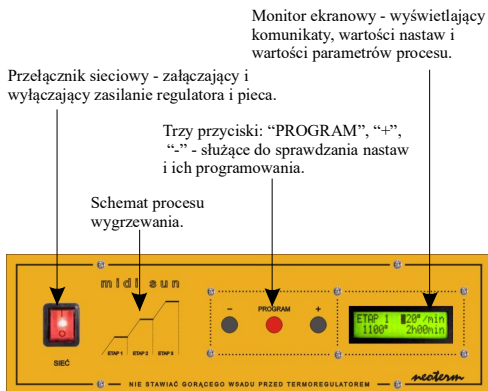 Monitor ekranowy - wyświetlający
komunikaty, wartości nastaw i
wartości parametrów procesu.
Przełącznik sieciowy - załączający i
wyłączający zasilanie regulatora i pieca.
Trzy przyciski: “PROGRAM”, “+”,
“-” - służące do sprawdzania nastaw
i ich programowania.
Schemat procesu
wygrzewania.
midi sun
SIEĆ
ETAP 1 ETAP 2 ETAP 3
- PROGRAM +
ETAP 1 20°/min
1100° 2h00min
NIE STAWIAĆ GORĄCEGO WSADU PRZED TERMOREGULATOREM
neoterm